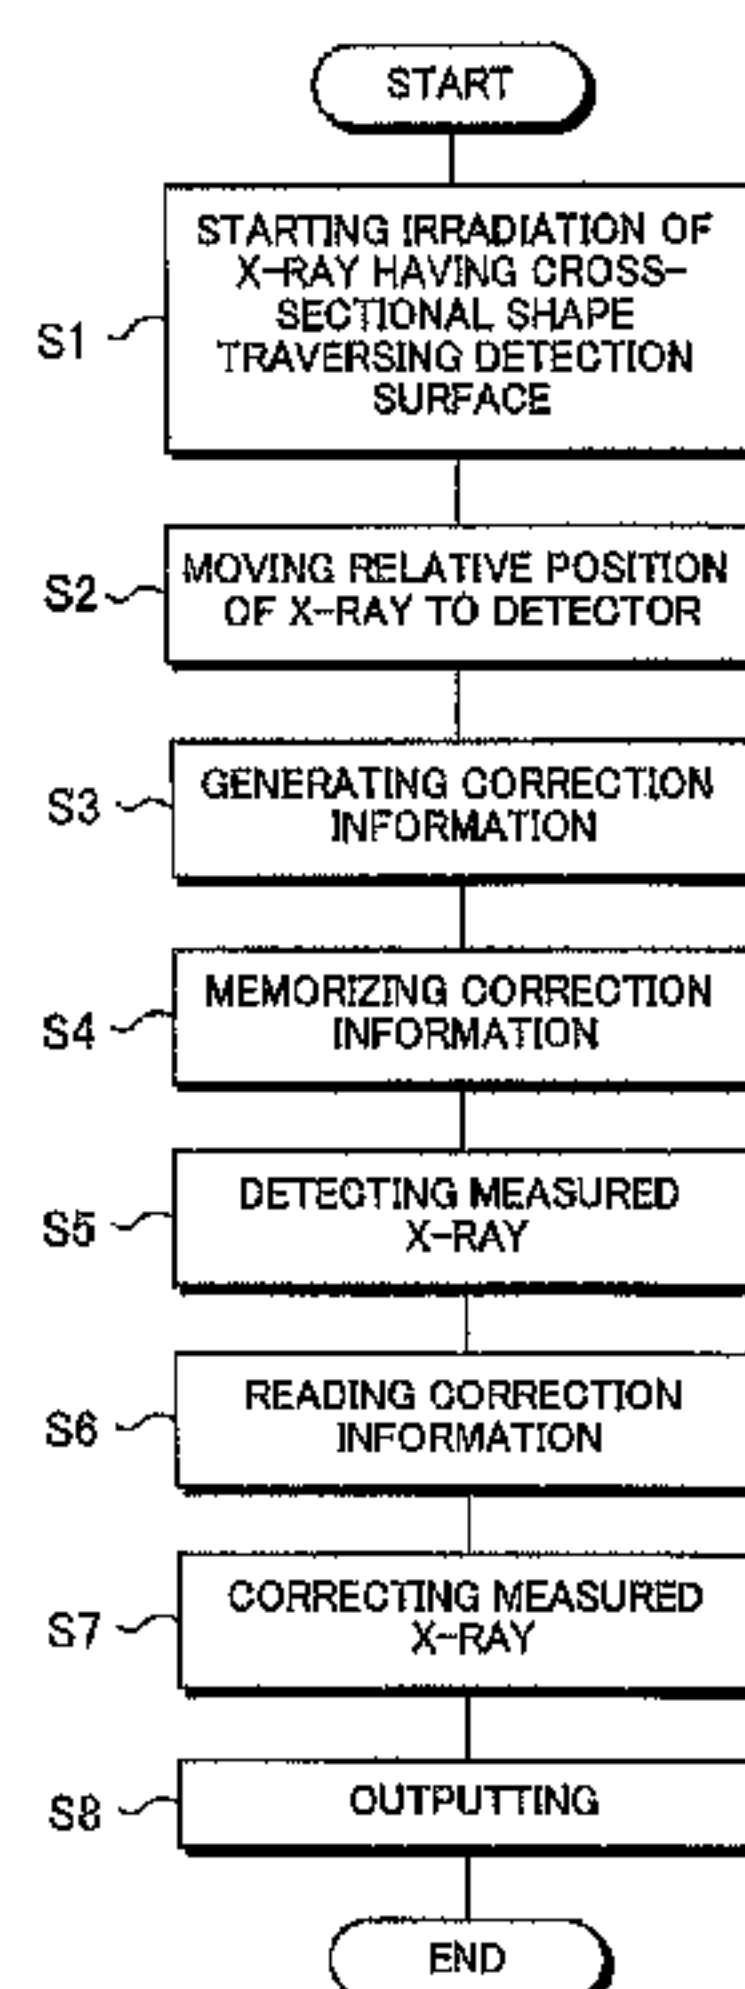 START
STARTING IRRADIATION OF
X-RAY HAVING CROSS-
SECTIONAL SHAPE
TRAVERSING DETECTION
SURFACE
S1
MOVING RELATIVE POSITION
OF X-RAY TO DETECTOR
S2
GENERATING CORRECTION
INFORMATION
S3
MEMORIZING CORRECTION
INFORMATION
S4
DETECTING MEASURED
X-RAY
S5
READING CORRECTION
INFORMATION
S6
CORRECTING MEASURED
X-RAY
S7
OUTPUTTING
S8
END